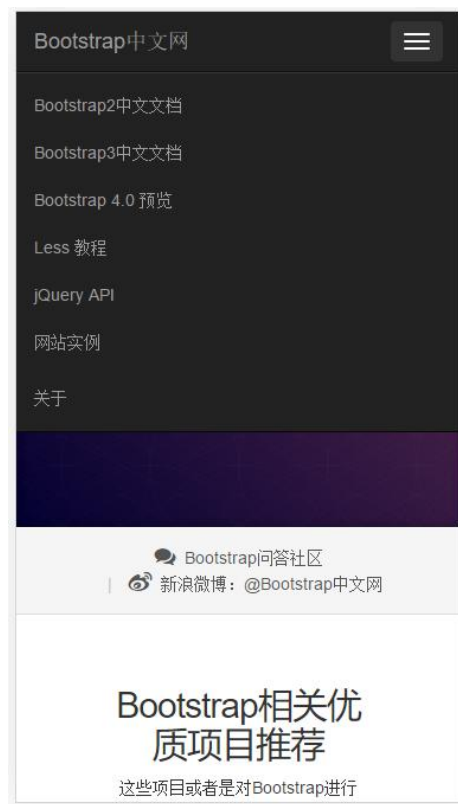 Bootstrap中文网
Bootstrap2中文文档
Bootstrap3中文文档
Bootstrap 4.0 预览
Less 教程
jQuery API
网站实例
关于
Bootstrap问答社区
| 新浪微博：@Bootstrap中文网
Bootstrap相关优
质项目推荐
这些项目或者是对Bootstrap进行